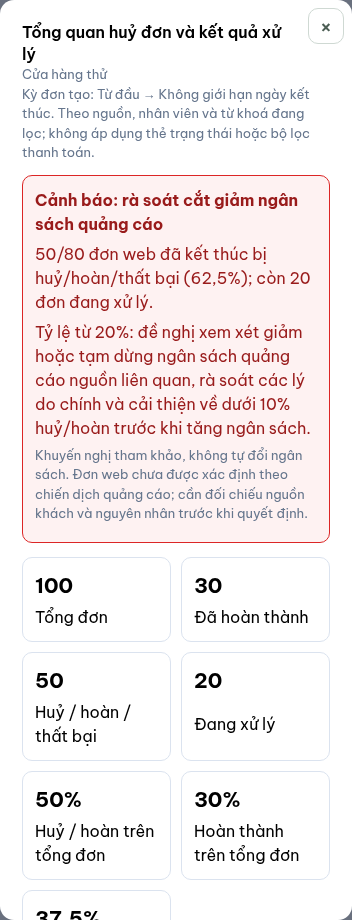 Tổng quan huỷ đơn và kết quả xử
lý
×
Cửa hàng thử
Kỳ đơn tạo: Từ đầu → Không giới hạn ngày kết
thúc. Theo nguồn, nhân viên và từ khoá đang
lọc; không áp dụng thẻ trạng thái hoặc bộ lọc
thanh toán.
Cảnh báo: rà soát cắt giảm ngân
sách quảng cáo
50/80 đơn web đã kết thúc bị
huỷ/hoàn/thất bại (62,5%); còn 20
đơn đang xử lý.
Tỷ lệ từ 20%: đề nghị xem xét giảm
hoặc tạm dừng ngân sách quảng
cáo nguồn liên quan, rà soát các lý
do chính và cải thiện về dưới 10%
huỷ/hoàn trước khi tăng ngân sách.
Khuyến nghị tham khảo, không tự đổi ngân
sách. Đơn web chưa được xác định theo
chiến dịch quảng cáo; cần đối chiếu nguồn
khách và nguyên nhân trước khi quyết định.
100
Tổng đơn
30
Đã hoàn thành
50
Huỷ / hoàn /
thất bại
20
Đang xử lý
50%
Huỷ / hoàn trên
tổng đơn
30%
Hoàn thành
trên tổng đơn
37,5%